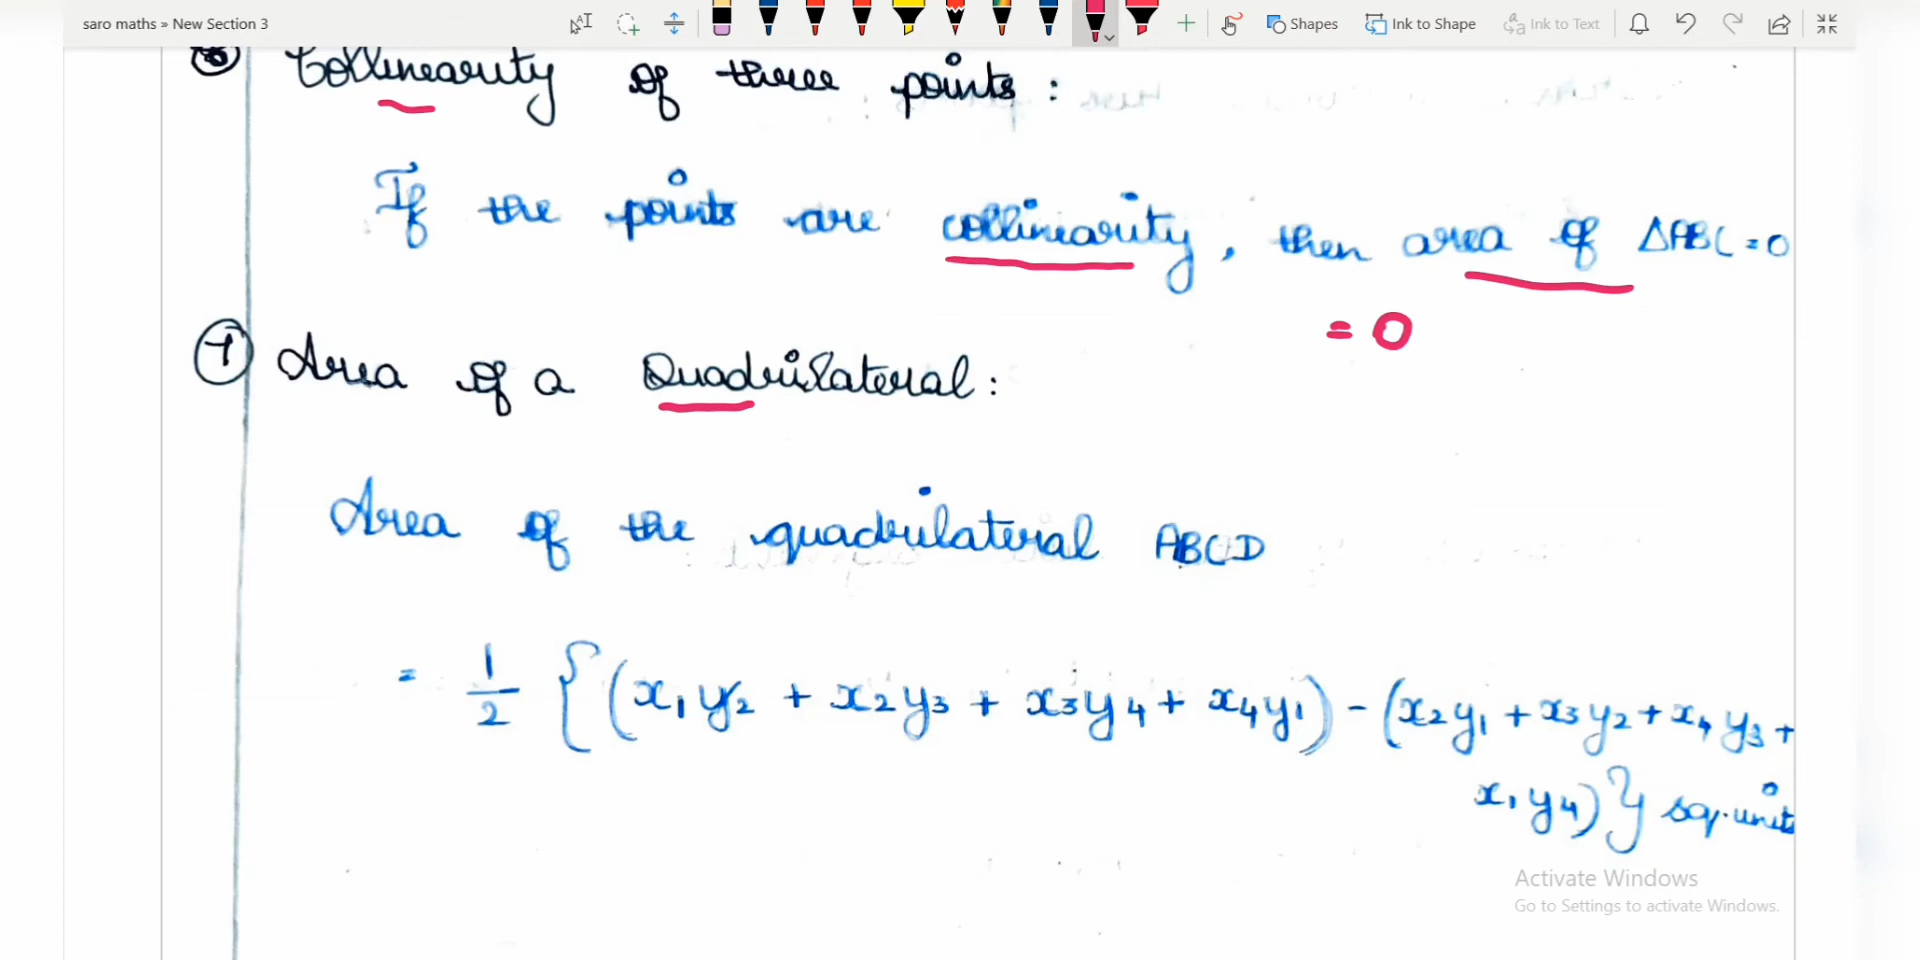 saro maths » New Section 3
Shapes Ink to Shape Ink to Text
Collinearity of three points :
If the points are collinearity, then area of ΔABC = 0
= 0
7 Area of a Quadrilateral :
Area of the quadrilateral ABCD
= 1/2 { (x₁y₂ + x₂y₃ + x₃y₄ + x₄y₁) - (x₂y₁ + x₃y₂ + x₄y₃ +
x₁y₄) } sq.units
Activate Windows
Go to Settings to activate Windows.